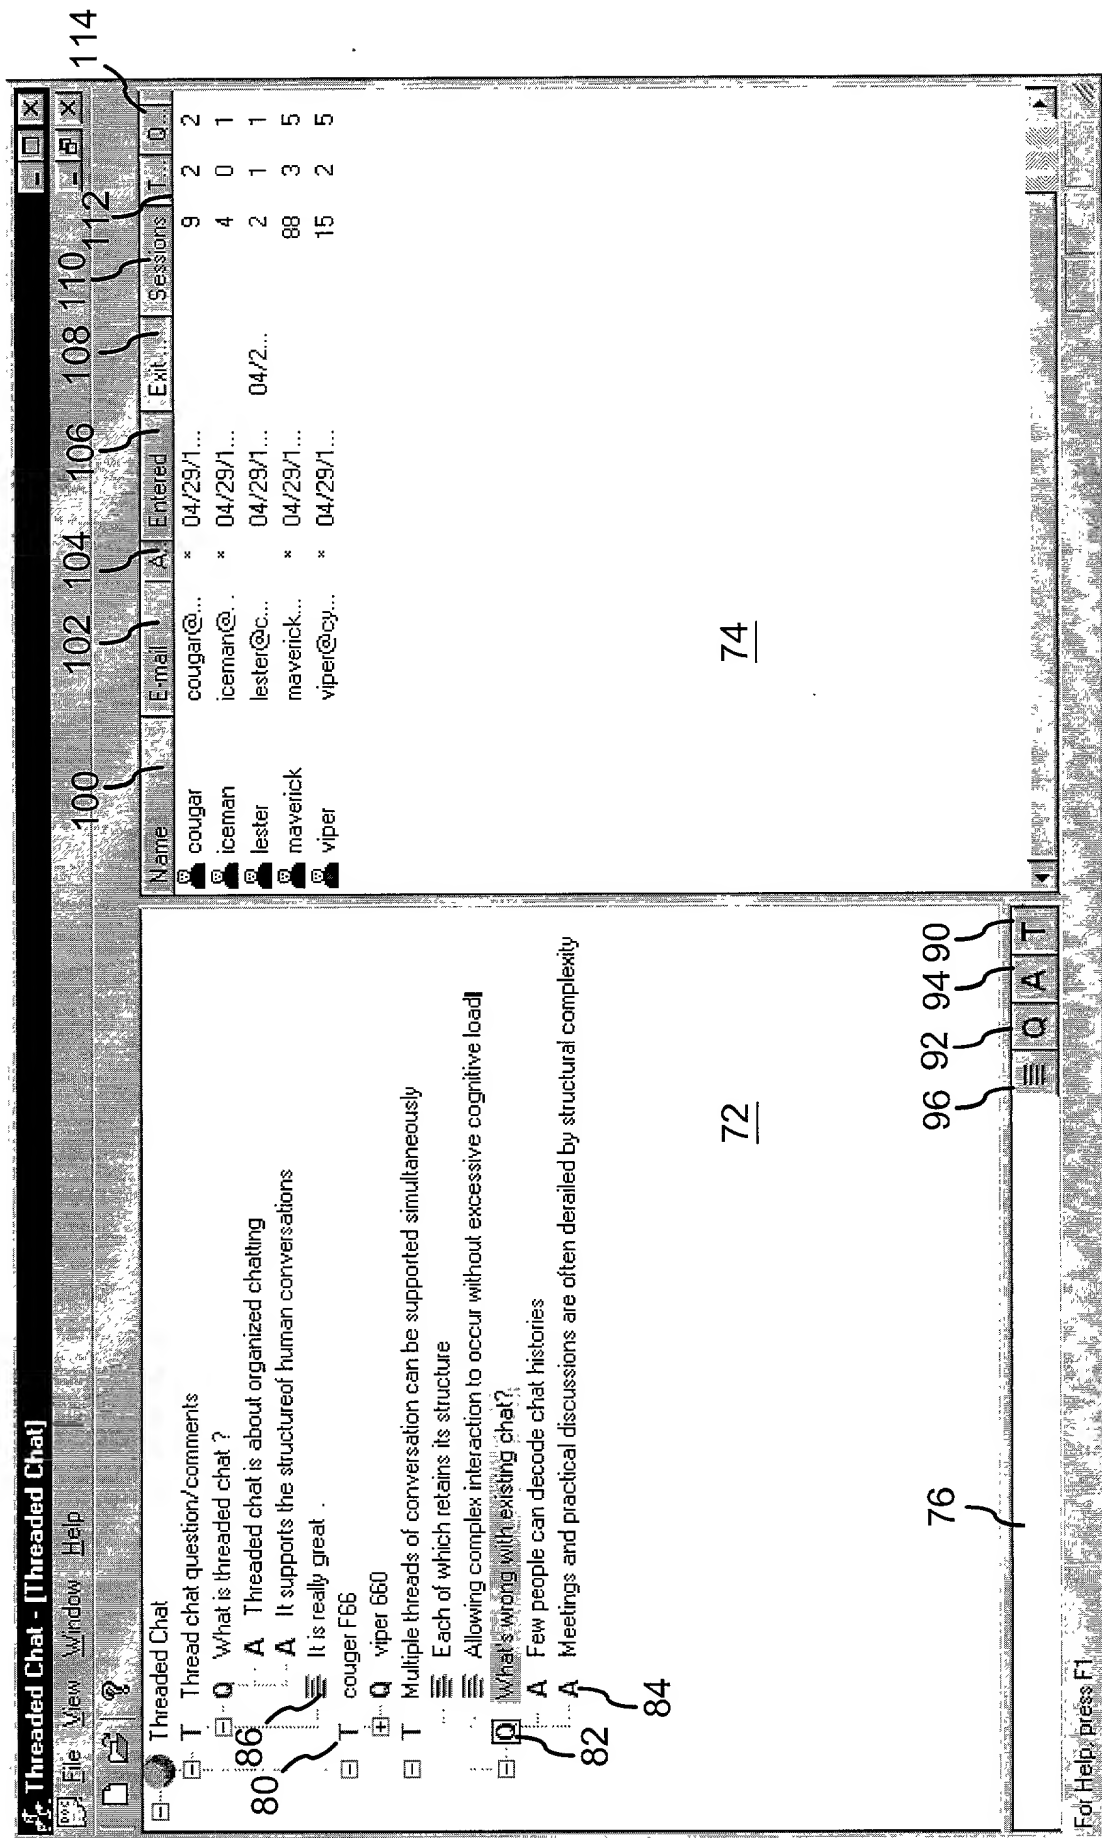 Threaded Chat - [Threaded Chat]
File View Window Help
Threaded Chat
T Thread chat question/comments
Q What is threaded chat ?
A Threaded chat is about organized chatting
A It supports the structureof human conversations
It is really great .
T couger F66
Q viper 660
T Multiple threads of conversation can be supported simultaneously
Each of which retains its structure
Allowing complex interaction to occur without excessive cognitive load
Q What's wrong with existing chat?
A Few people can decode chat histories
A Meetings and practical discussions are often derailed by structural complexity
86
80
82
84
72
76
96 92 94 90
Q A T
100 102 104 106 108 110 112 114
Name E-mail A.. Entered Exit ... Sessions T... Q...
cougar cougar@... * 04/29/1... 9 2 2
iceman iceman@.. * 04/29/1... 4 0 1
lester lester@c... 04/29/1... 04/2... 2 1 1
maverick maverick... * 04/29/1... 88 3 5
viper viper@cy... * 04/29/1... 15 2 5
74
For Help, press F1